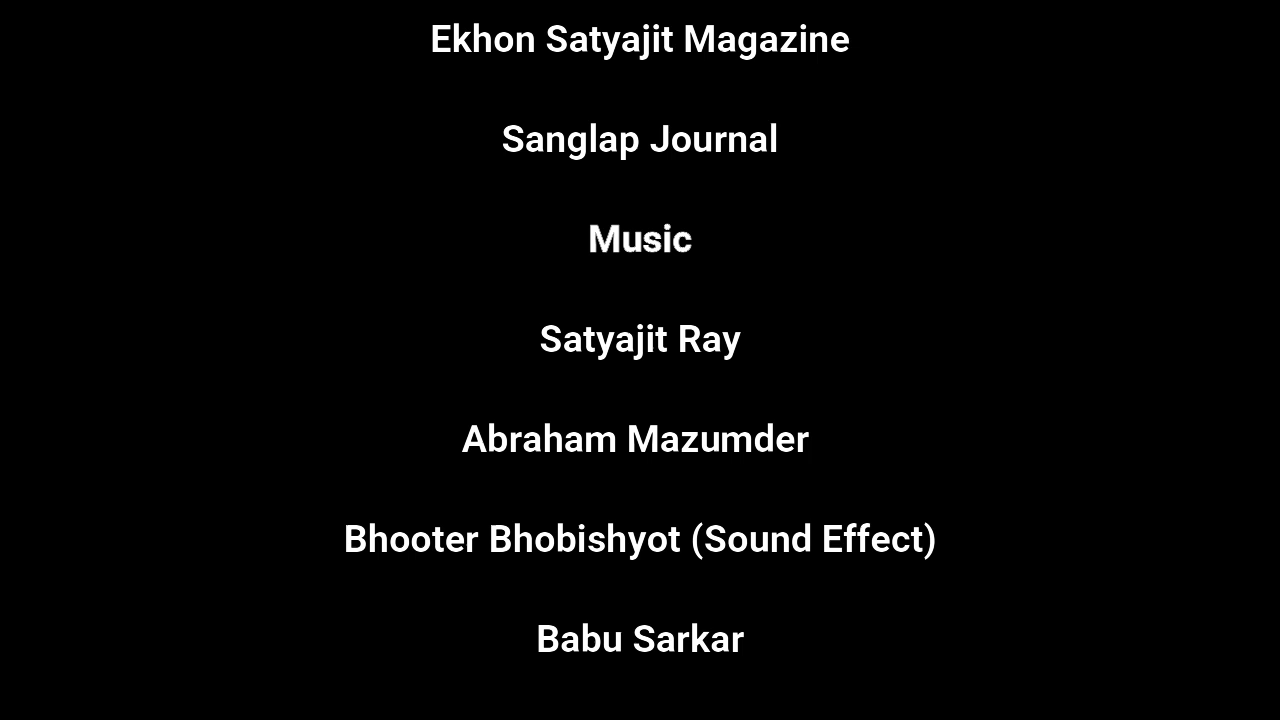 Ekhon Satyajit Magazine
Sanglap Journal
Music
Satyajit Ray
Abraham Mazumder
Bhooter Bhobishyot (Sound Effect)
Babu Sarkar